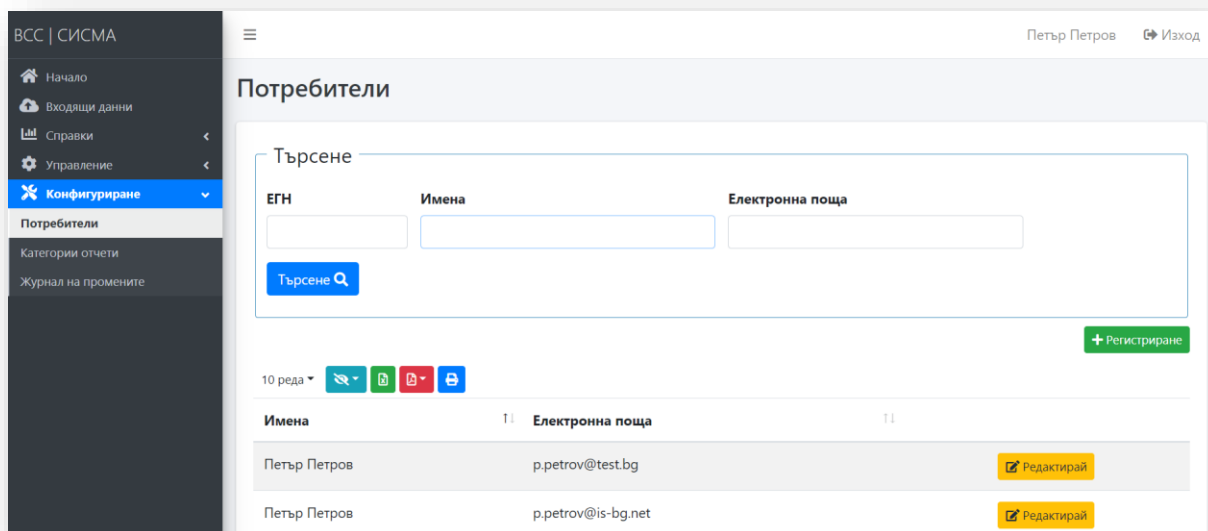 ВСС | СИСМА
Петър Петров
Изход
Начало
Входящи данни
Справки
Управление
Конфигуриране
Потребители
Категории отчети
Журнал на промените
Потребители
Търсене
ЕГН
Имена
Електронна поща
Търсене
Регистриране
10 реда
Имена
Електронна поща
Петър Петров
p.petrov@test.bg
Редактирай
Петър Петров
p.petrov@is-bg.net
Редактирай